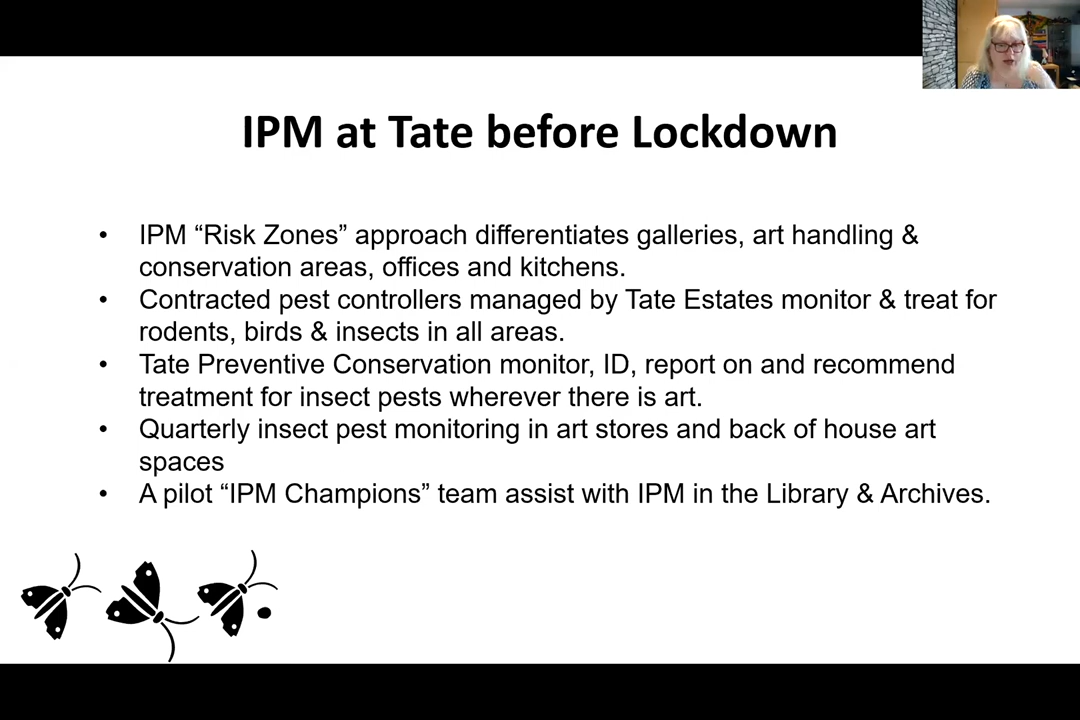 IPM at Tate before Lockdown
• IPM “Risk Zones” approach differentiates galleries, art handling &
conservation areas, offices and kitchens.
• Contracted pest controllers managed by Tate Estates monitor & treat for
rodents, birds & insects in all areas.
• Tate Preventive Conservation monitor, ID, report on and recommend
treatment for insect pests wherever there is art.
• Quarterly insect pest monitoring in art stores and back of house art
spaces
• A pilot “IPM Champions” team assist with IPM in the Library & Archives.